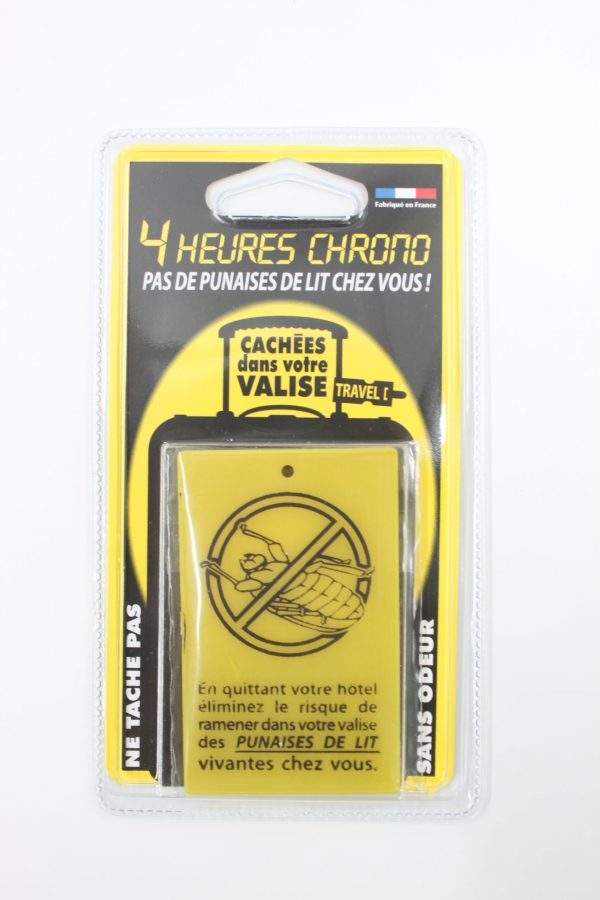 Fabriqué en France
4 HEURES CHRONO
PAS DE PUNAISES DE LIT CHEZ VOUS !
CACHÉES
dans votre
VALISE
TRAVEL
NE TACHE PAS
SANS ODEUR
En quittant votre hôtel
éliminez le risque de
ramener dans votre valise
des PUNAISES DE LIT
vivantes chez vous.